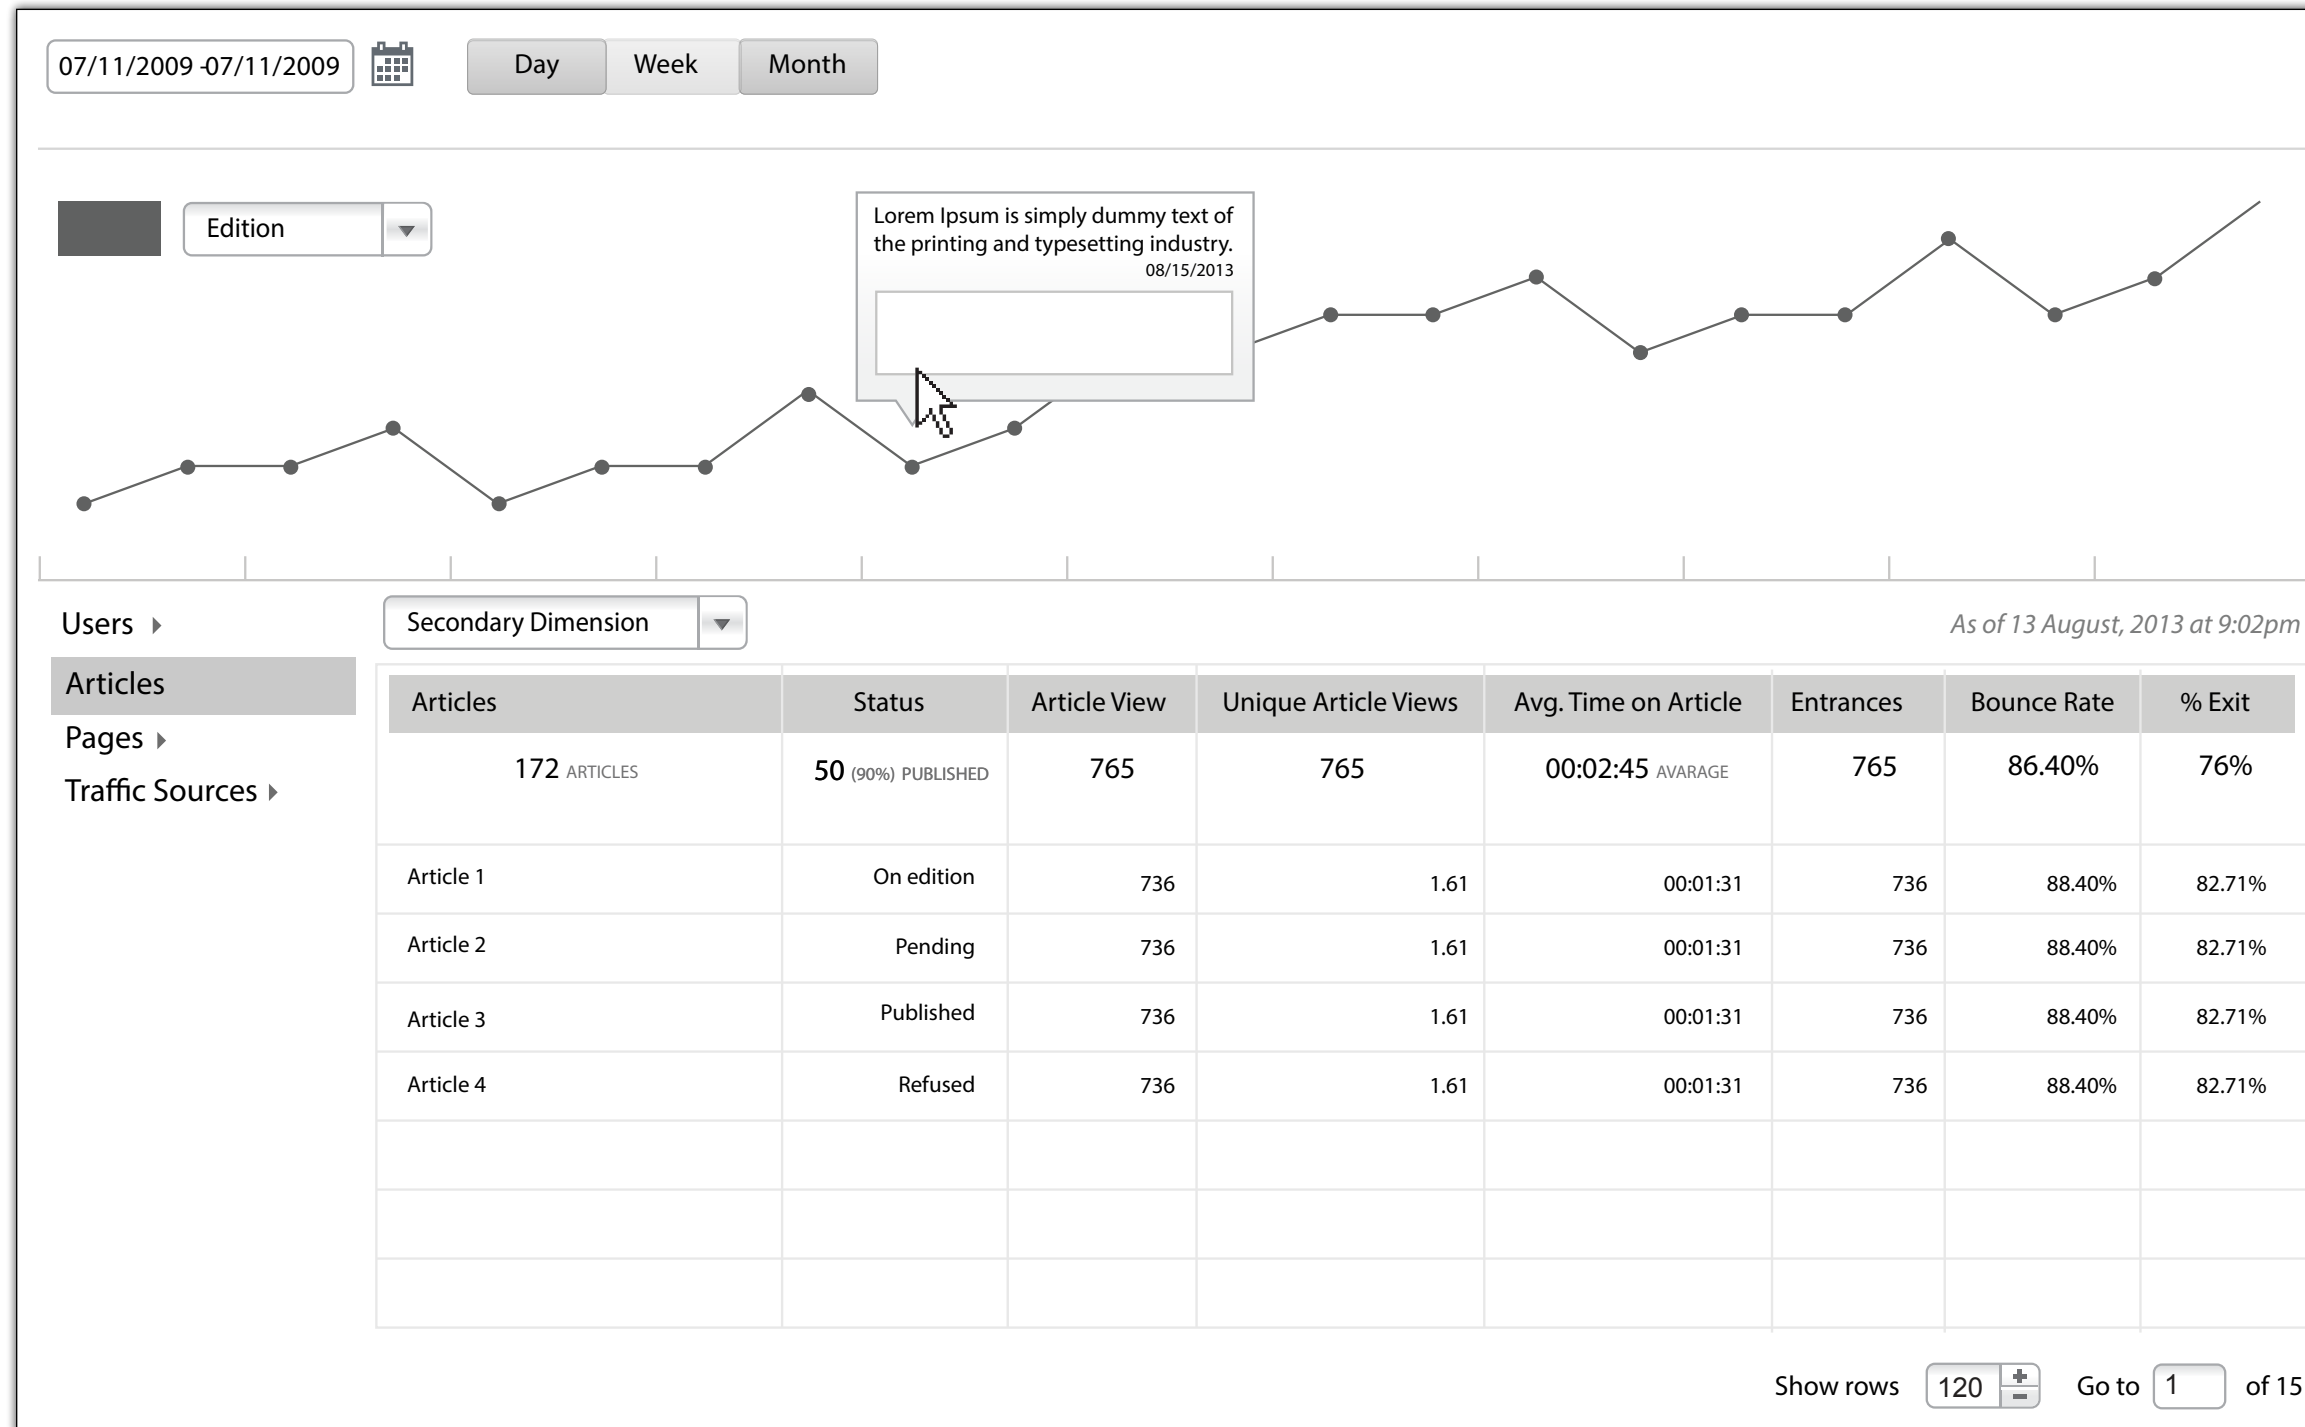 07/11/2009 -07/11/2009
Day Week Month
Edition
Lorem Ipsum is simply dummy text of
the printing and typesetting industry.
08/15/2013
Users
Articles
Pages
Traffic Sources
Secondary Dimension
As of 13 August, 2013 at 9:02pm
Articles Status Article View Unique Article Views Avg. Time on Article Entrances Bounce Rate % Exit
172 ARTICLES 50 (90%) PUBLISHED 765 765 00:02:45 AVARAGE 765 86.40% 76%
Article 1 On edition 736 1.61 00:01:31 736 88.40% 82.71%
Article 2 Pending 736 1.61 00:01:31 736 88.40% 82.71%
Article 3 Published 736 1.61 00:01:31 736 88.40% 82.71%
Article 4 Refused 736 1.61 00:01:31 736 88.40% 82.71%
Show rows 120 Go to 1 of 15